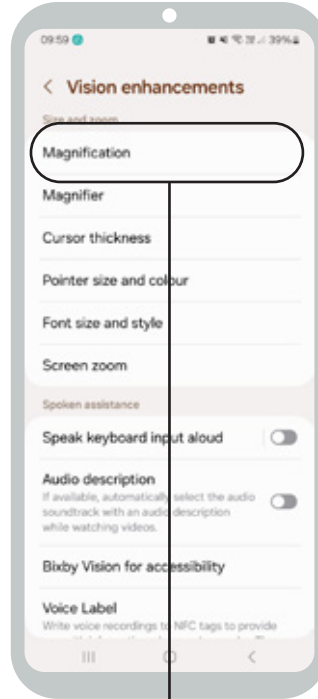 09:59
39%
Vision enhancements
Size and zoom
Magnification
Magnifier
Cursor thickness
Pointer size and colour
Font size and style
Screen zoom
Spoken assistance
Speak keyboard input aloud
Audio description
If available, automatically select the audio
soundtrack with an audio description
while watching videos.
Bixby Vision for accessibility
Voice Label
Write voice recordings to NFC tags to provide